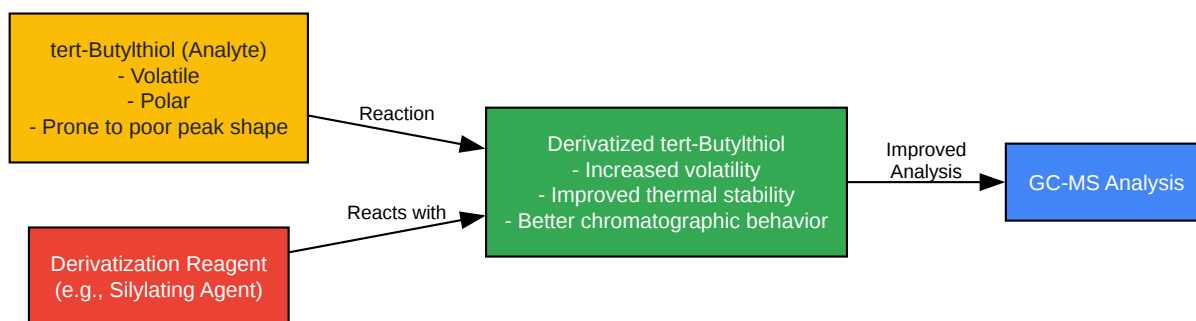 tert-Butylthiol (Analyte)
- Volatile
- Polar
- Prone to poor peak shape
Reaction
Derivatization Reagent
(e.g., Silylating Agent)
Reacts with
Derivatized tert-Butylthiol
- Increased volatility
- Improved thermal stability
- Better chromatographic behavior
Improved
Analysis
GC-MS Analysis